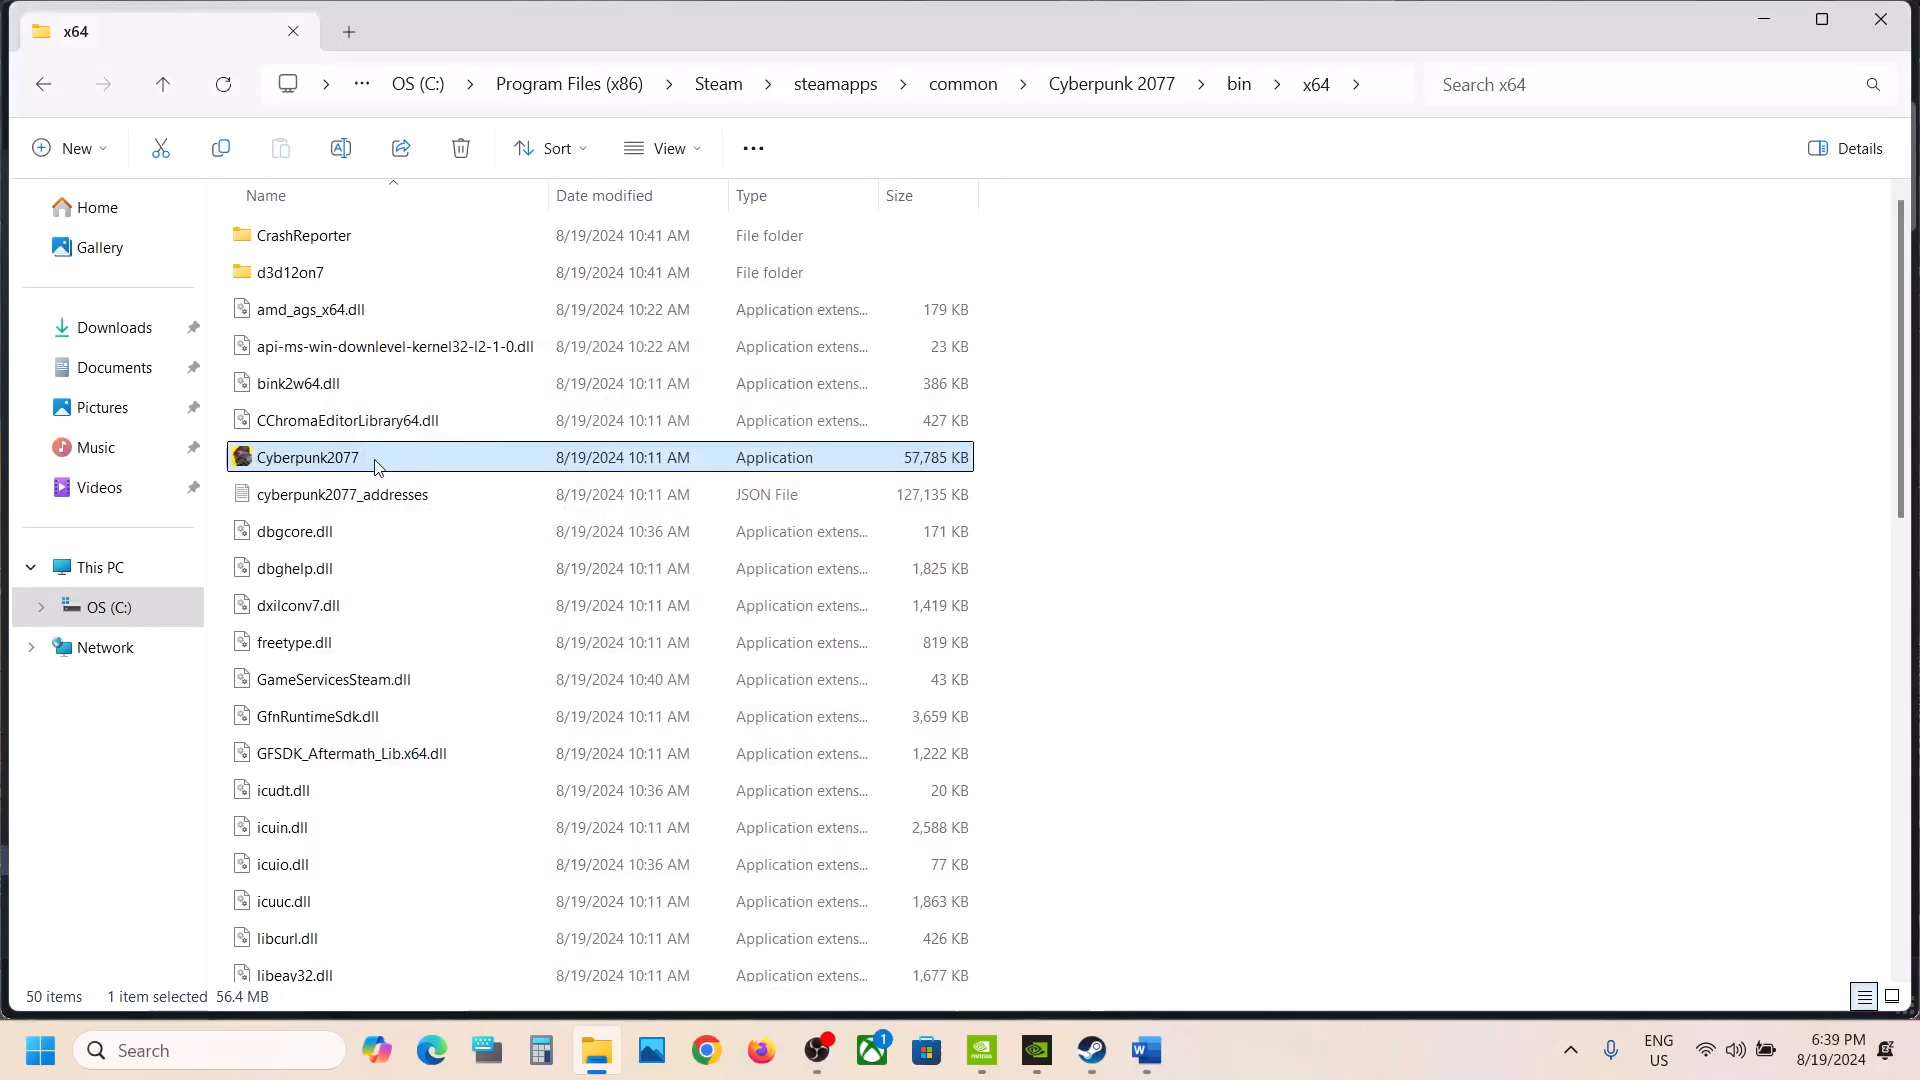 x64
OS (C:) Program Files (x86) Steam steamapps common Cyberpunk 2077 bin x64
Search x64
New Sort View Details
Name Date modified Type Size
Home
Gallery
Downloads
Documents
Pictures
Music
Videos
This PC
OS (C:)
Network
CrashReporter 8/19/2024 10:41 AM File folder
d3d12on7 8/19/2024 10:41 AM File folder
amd_ags_x64.dll 8/19/2024 10:22 AM Application extens... 179 KB
api-ms-win-downlevel-kernel32-l2-1-0.dll 8/19/2024 10:22 AM Application extens... 23 KB
bink2w64.dll 8/19/2024 10:11 AM Application extens... 386 KB
CChromaEditorLibrary64.dll 8/19/2024 10:11 AM Application extens... 427 KB
Cyberpunk2077 8/19/2024 10:11 AM Application 57,785 KB
cyberpunk2077_addresses 8/19/2024 10:11 AM JSON File 127,135 KB
dbgcore.dll 8/19/2024 10:36 AM Application extens... 171 KB
dbghelp.dll 8/19/2024 10:11 AM Application extens... 1,825 KB
dxilconv7.dll 8/19/2024 10:11 AM Application extens... 1,419 KB
freetype.dll 8/19/2024 10:11 AM Application extens... 819 KB
GameServicesSteam.dll 8/19/2024 10:40 AM Application extens... 43 KB
GfnRuntimeSdk.dll 8/19/2024 10:11 AM Application extens... 3,659 KB
GFSDK_Aftermath_Lib.x64.dll 8/19/2024 10:11 AM Application extens... 1,222 KB
icudt.dll 8/19/2024 10:36 AM Application extens... 20 KB
icuin.dll 8/19/2024 10:11 AM Application extens... 2,588 KB
icuio.dll 8/19/2024 10:36 AM Application extens... 77 KB
icuuc.dll 8/19/2024 10:11 AM Application extens... 1,863 KB
libcurl.dll 8/19/2024 10:11 AM Application extens... 426 KB
libeay32.dll 8/19/2024 10:11 AM Application extens... 1,677 KB
50 items 1 item selected 56.4 MB
Search
1
ENG
US
6:39 PM
8/19/2024